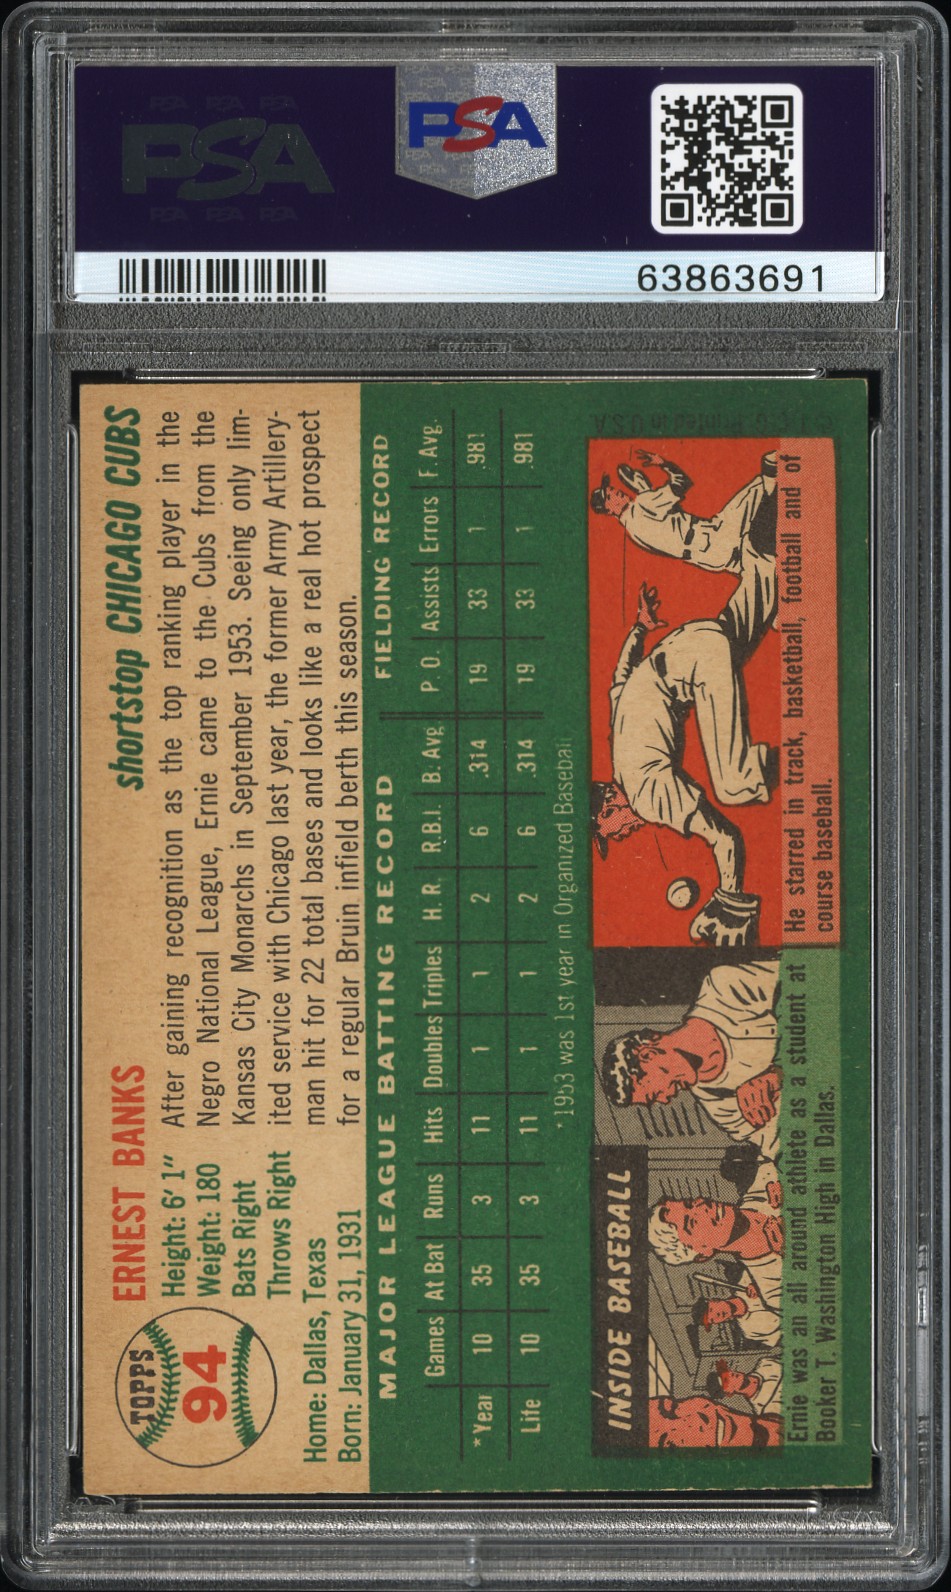 PSA
PSA
63863691
TOPPS
94
ERNEST BANKS
shortstop CHICAGO CUBS
Height: 6' 1"
Weight: 180
Bats Right
Throws Right
Home: Dallas, Texas
Born: January 31, 1931
After gaining recognition as the top ranking player in the
Negro National League, Ernie came to the Cubs from the
Kansas City Monarchs in September 1953. Seeing only lim-
ited service with Chicago last year, the former Army Artillery-
man hit for 22 total bases and looks like a real hot prospect
for a regular Bruin infield berth this season.
MAJOR LEAGUE BATTING RECORD FIELDING RECORD
Games At Bat Runs Hits Doubles Triples H. R. R.B.I. B. Avg. P. O. Assists Errors F. Avg.
*Year 10 35 3 11 1 1 2 6 .314 19 33 1 .981
Life 10 35 3 11 1 1 2 6 .314 19 33 1 .981
*1953 was 1st year in Organized Baseball
INSIDE BASEBALL
Ernie was an all around athlete as a student at
Booker T. Washington High in Dallas.
He starred in track, basketball, football and of
course baseball.
Printed in U.S.A.